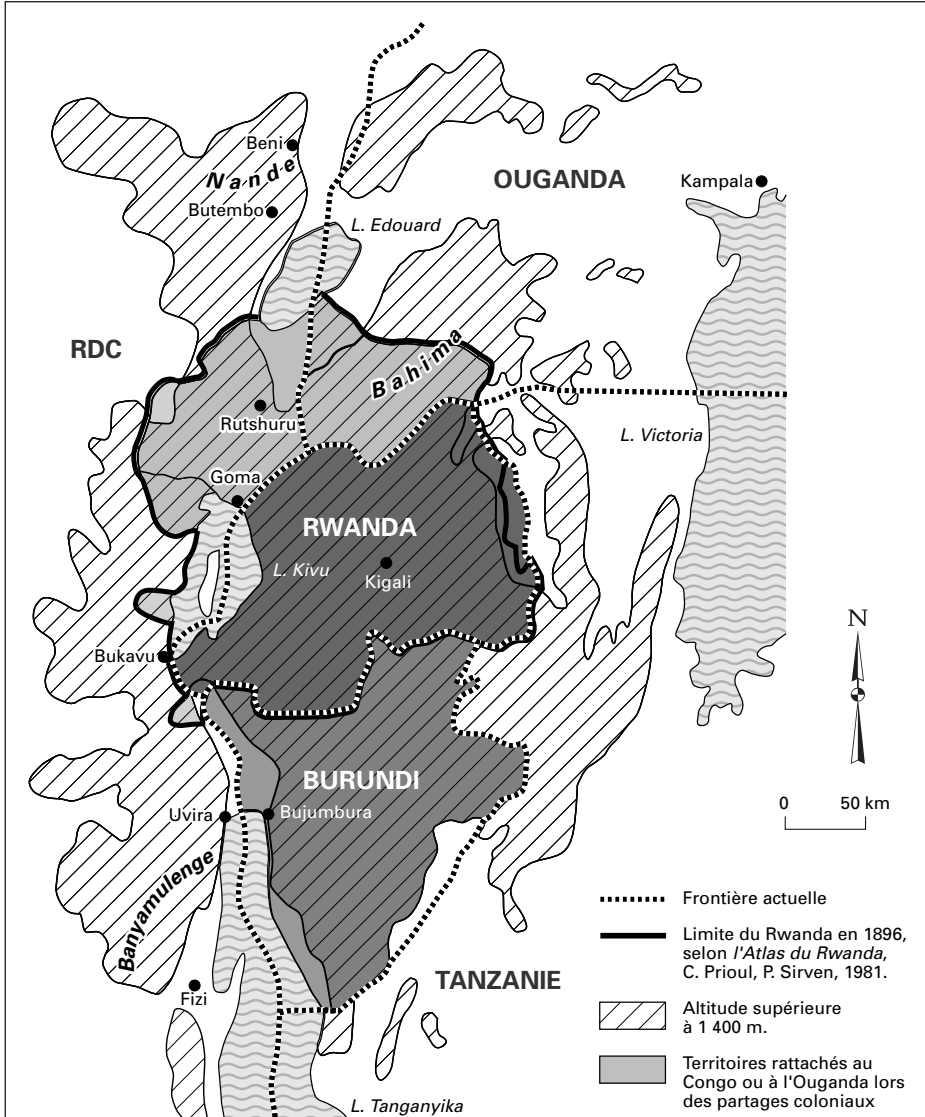 Beni
Nande
Butembo
OUGANDA
Kampala
L. Edouard
RDC
Bahima
Rutshuru
L. Victoria
Goma
RWANDA
L. Kivu
Kigali
N
Bukavu
BURUNDI
0 50 km
Uvira
Bujumbura
Banyamulenge
Frontière actuelle
Limite du Rwanda en 1896,
selon l'Atlas du Rwanda,
C. Prioul, P. Sirven, 1981.
TANZANIE
Fizi
Altitude supérieure
à 1 400 m.
Territoires rattachés au
Congo ou à l'Ouganda lors
des partages coloniaux
L. Tanganyika